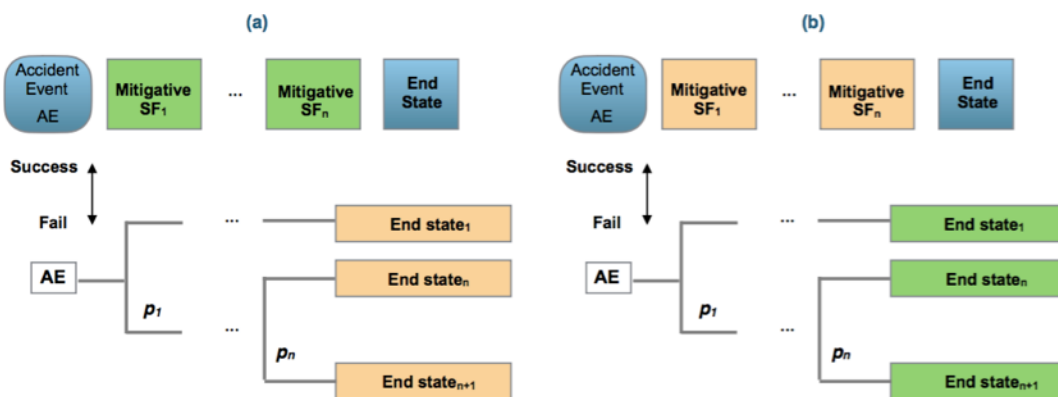 (a)
Accident
Event
AE
Mitigative
SF1
...
Mitigative
SFn
End
State
Success
Fail
AE
p1
...
...
pn
End state1
End staten
End staten+1
(b)
Accident
Event
AE
Mitigative
SF1
...
Mitigative
SFn
End
State
Success
Fail
AE
p1
...
...
pn
End state1
End staten
End staten+1